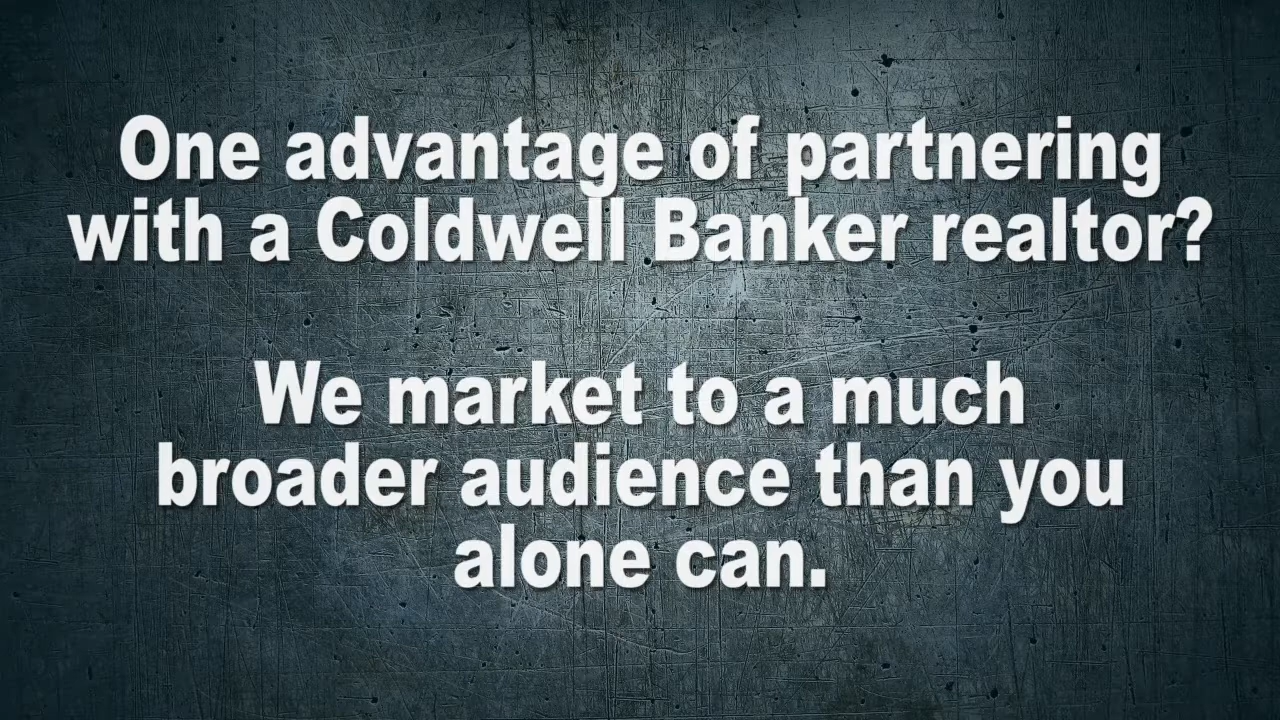 One advantage of partnering
with a Coldwell Banker realtor?
We market to a much
broader audience than you
alone can.